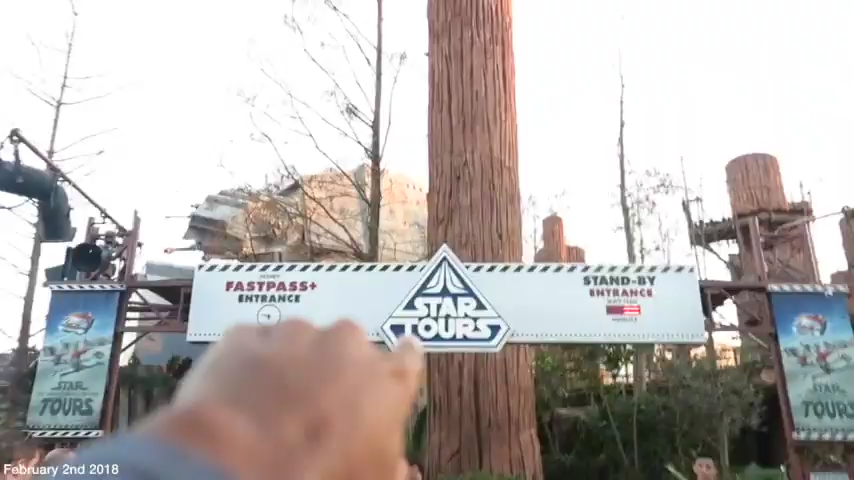 FASTPASS+
ENTRANCE
STAR
TOURS
STAND-BY
ENTRANCE
STAR
TOURS
STAR
TOURS
February 2nd 2018